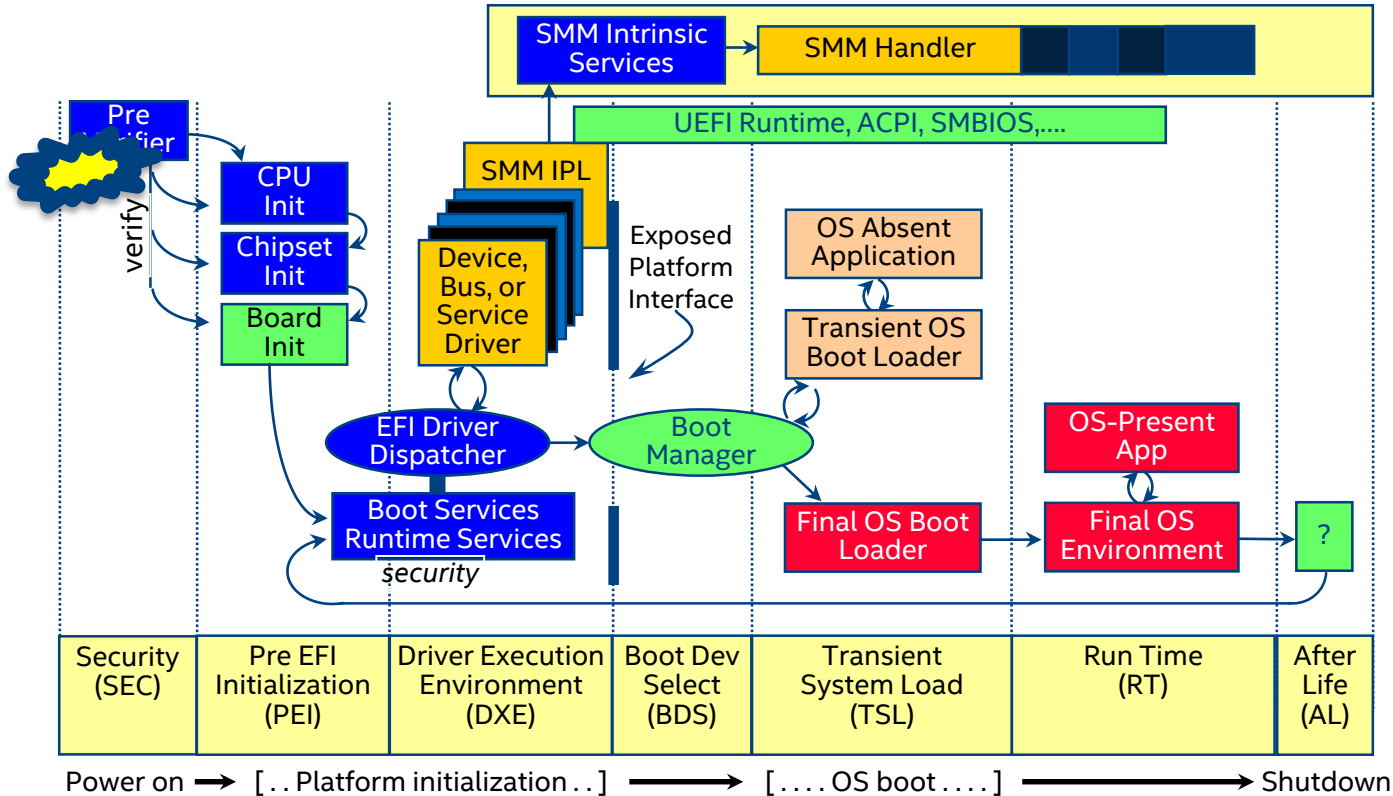 SMM Intrinsic
Services
SMM Handler
UEFI Runtime, ACPI, SMBIOS,....
Pre
verify
CPU
Init
Chipset
Init
Board
Init
SMM IPL
Device,
Bus, or
Service
Driver
Exposed
Platform
Interface
OS Absent
Application
Transient OS
Boot Loader
EFI Driver
Dispatcher
Boot
Manager
OS-Present
App
Boot Services
Runtime Services
security
Final OS Boot
Loader
Final OS
Environment
?
Security
(SEC)
Pre EFI
Initialization
(PEI)
Driver Execution
Environment
(DXE)
Boot Dev
Select
(BDS)
Transient
System Load
(TSL)
Run Time
(RT)
After
Life
(AL)
Power on
[ . . Platform initialization . . ]
[ . . . . OS boot . . . . ]
Shutdown